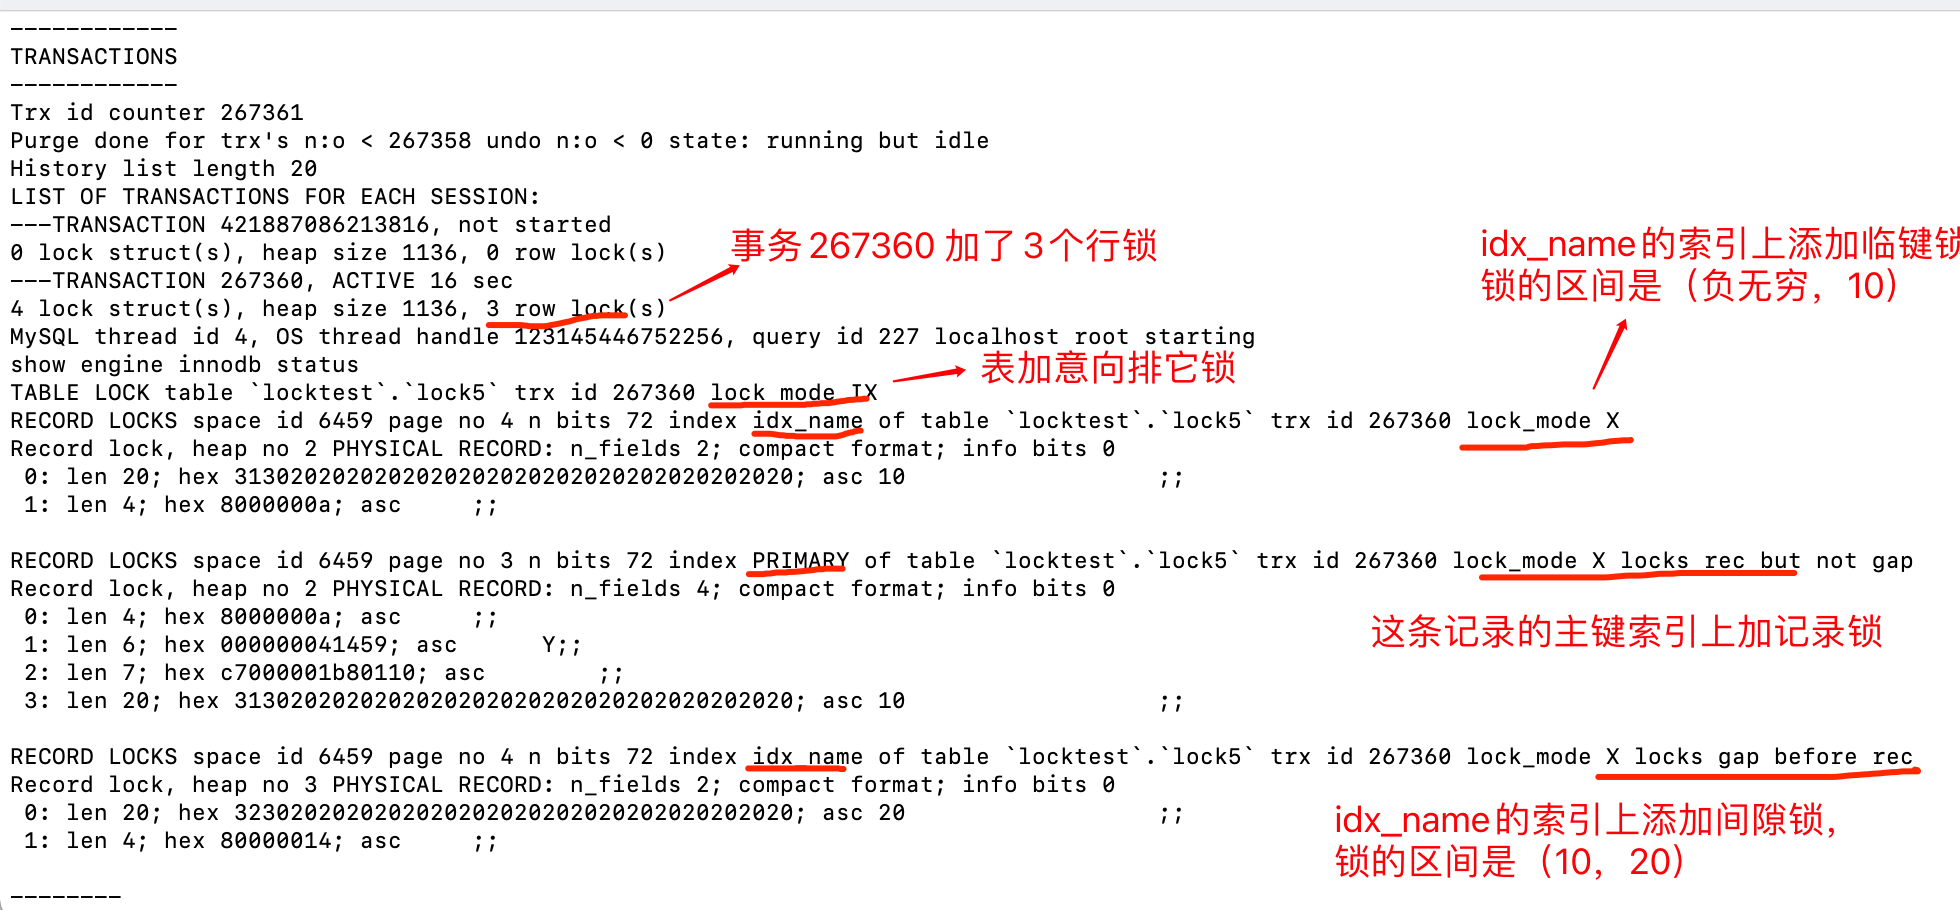 ------------
TRANSACTIONS
------------
Trx id counter 267361
Purge done for trx's n:o < 267358 undo n:o < 0 state: running but idle
History list length 20
LIST OF TRANSACTIONS FOR EACH SESSION:
---TRANSACTION 421887086213816, not started
0 lock struct(s), heap size 1136, 0 row lock(s)
事务267360 加了3个行锁
idx_name的索引上添加临键锁
锁的区间是（负无穷，10）
---TRANSACTION 267360, ACTIVE 16 sec
4 lock struct(s), heap size 1136, 3 row lock(s)
MySQL thread id 4, OS thread handle 123145446752256, query id 227 localhost root starting
show engine innodb status
表加意向排它锁
TABLE LOCK table `locktest`.`lock5` trx id 267360 lock mode IX
RECORD LOCKS space id 6459 page no 4 n bits 72 index idx_name of table `locktest`.`lock5` trx id 267360 lock_mode X
Record lock, heap no 2 PHYSICAL RECORD: n_fields 2; compact format; info bits 0
0: len 20; hex 3130202020202020202020202020202020202020; asc 10 ;;
1: len 4; hex 8000000a; asc ;;
RECORD LOCKS space id 6459 page no 3 n bits 72 index PRIMARY of table `locktest`.`lock5` trx id 267360 lock_mode X locks rec but not gap
Record lock, heap no 2 PHYSICAL RECORD: n_fields 4; compact format; info bits 0
0: len 4; hex 8000000a; asc ;;
这条记录的主键索引上加记录锁
1: len 6; hex 000000041459; asc Y;;
2: len 7; hex c7000001b80110; asc ;;
3: len 20; hex 3130202020202020202020202020202020202020; asc 10 ;;
RECORD LOCKS space id 6459 page no 4 n bits 72 index idx_name of table `locktest`.`lock5` trx id 267360 lock_mode X locks gap before rec
Record lock, heap no 3 PHYSICAL RECORD: n_fields 2; compact format; info bits 0
0: len 20; hex 3230202020202020202020202020202020202020; asc 20 ;;
1: len 4; hex 80000014; asc ;;
idx_name的索引上添加间隙锁，
锁的区间是（10，20）
--------